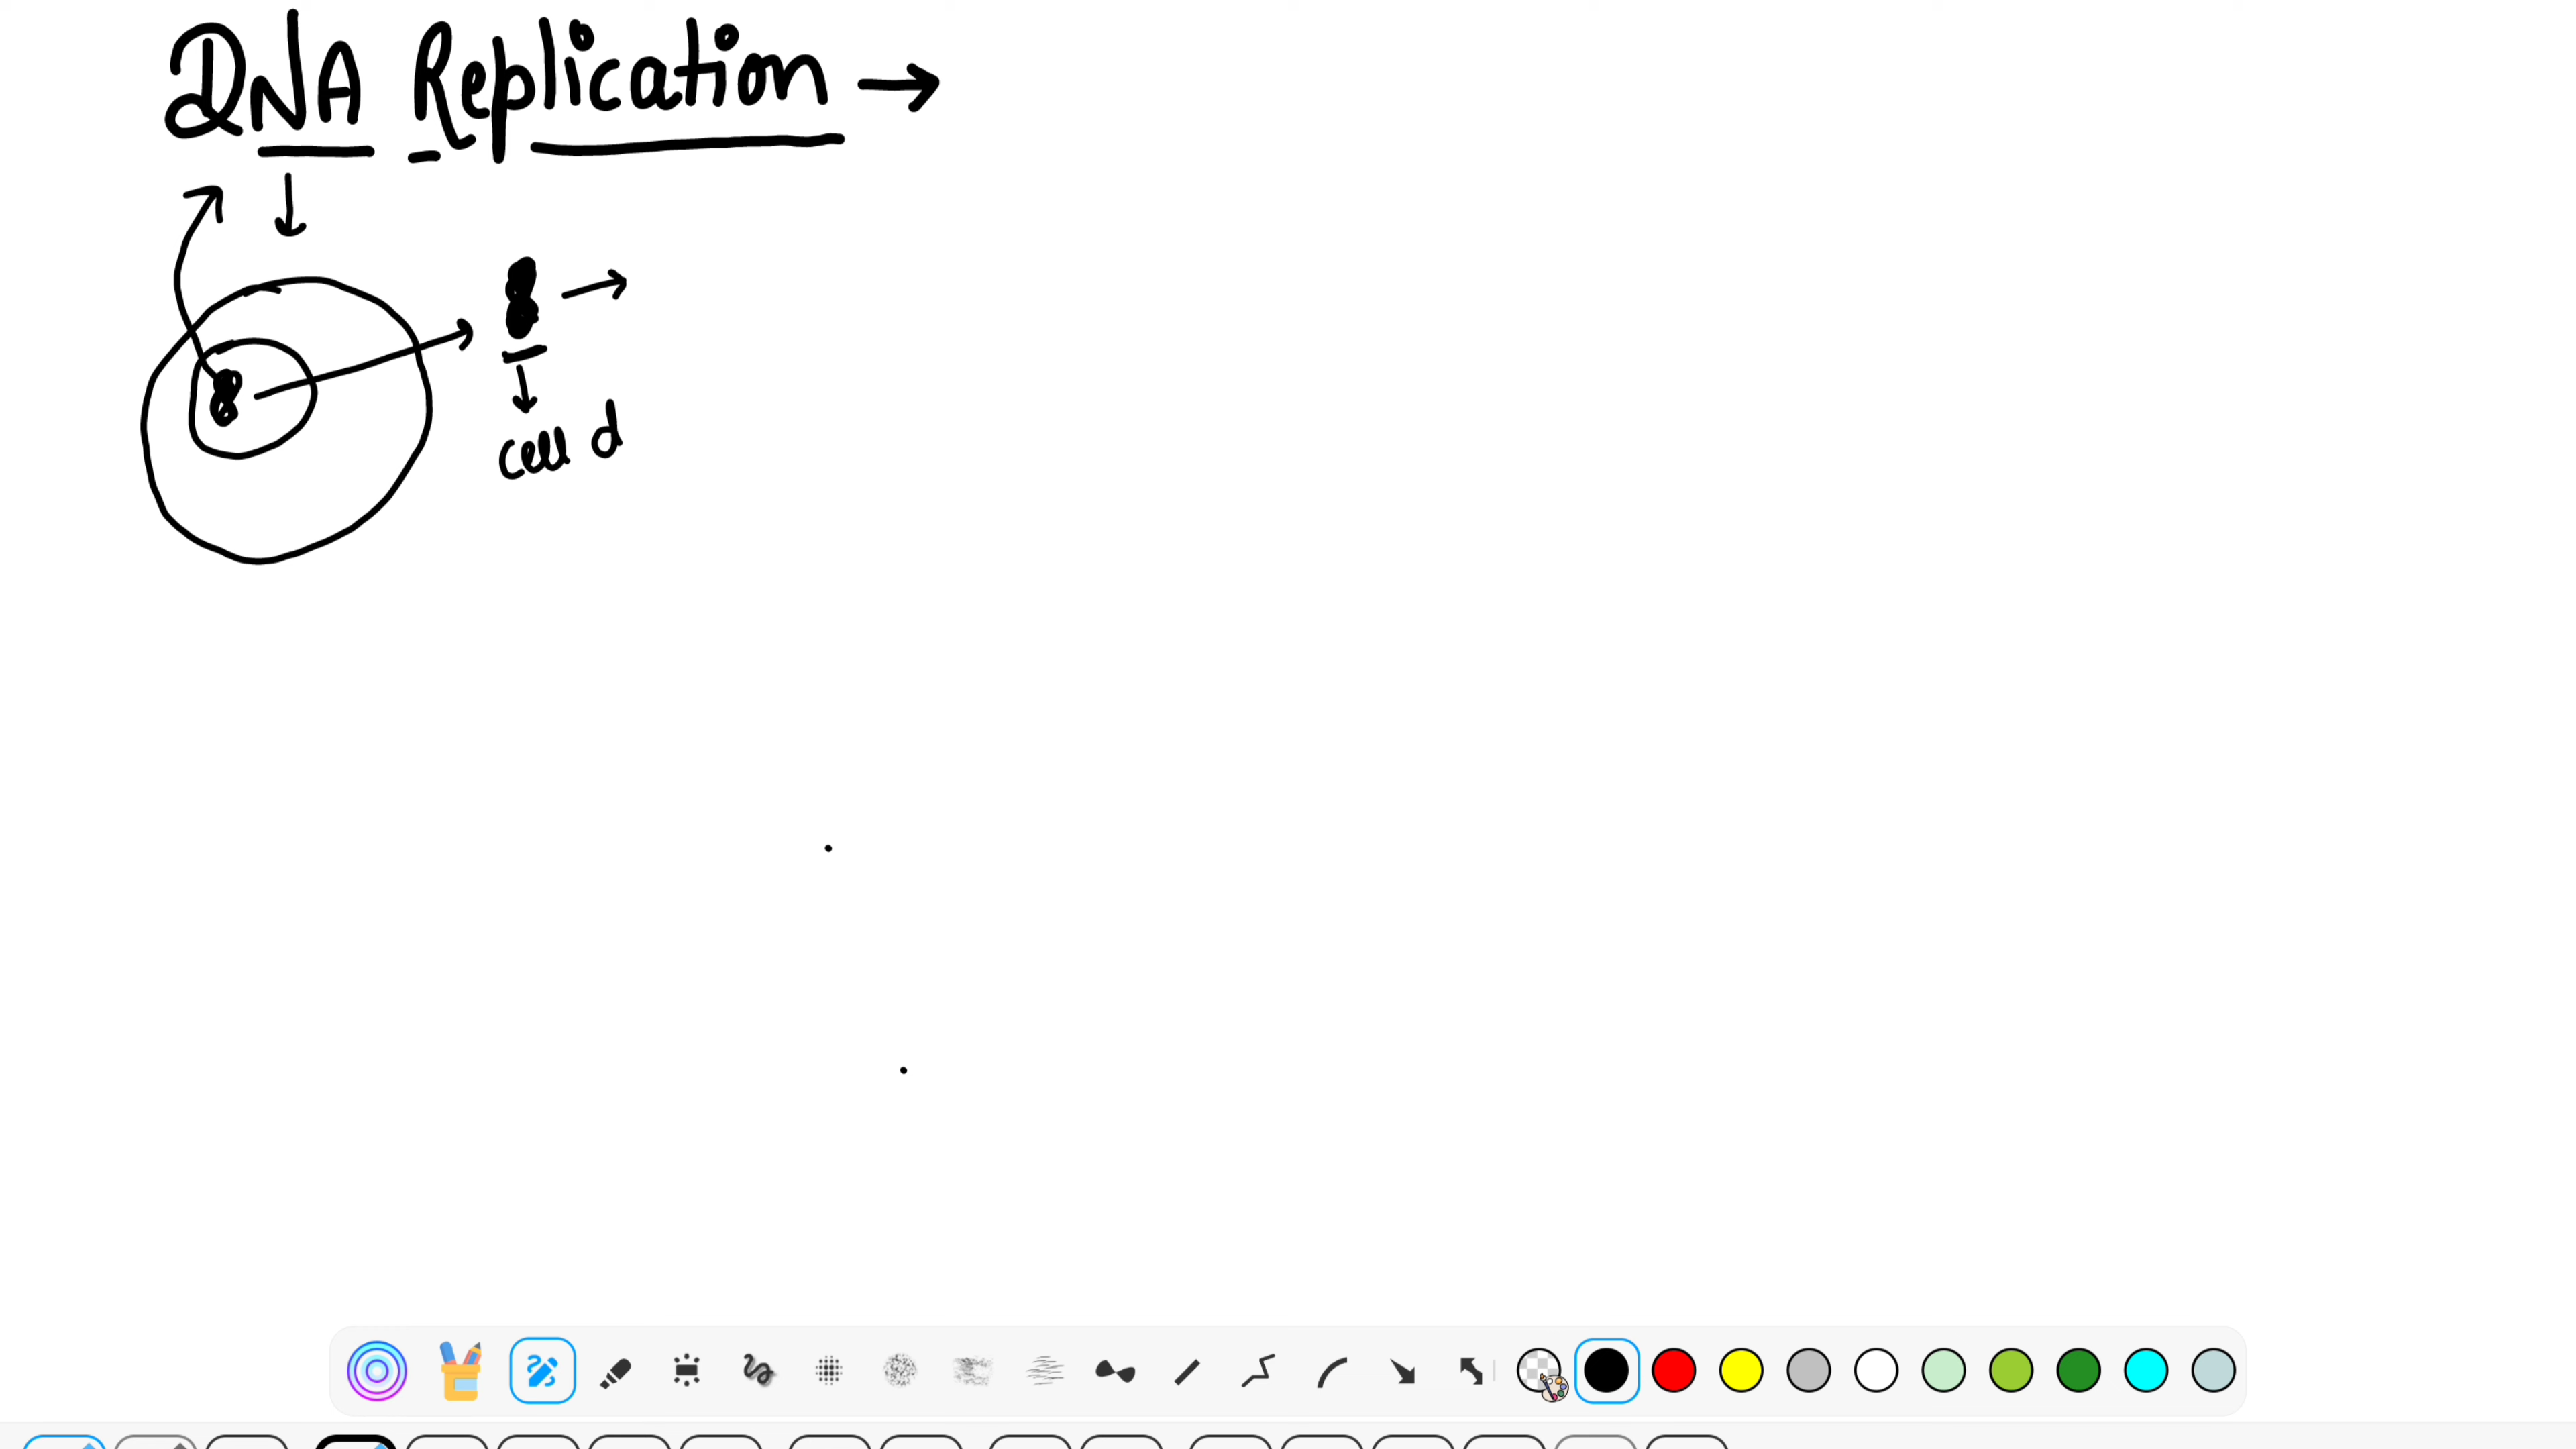 DNA Replication →
cell d